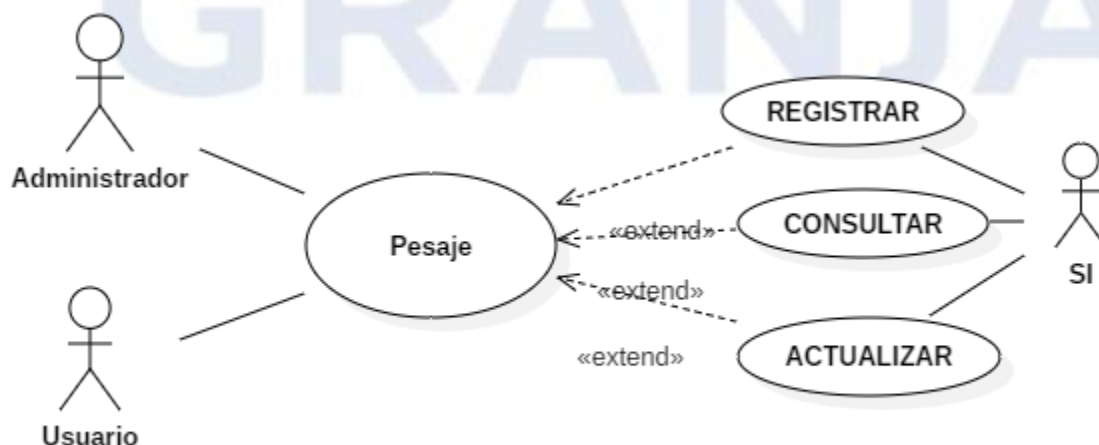 GRANJA
REGISTRAR
Administrador
«extend»
CONSULTAR
Pesaje
SI
«extend»
ACTUALIZAR
«extend»
Usuario